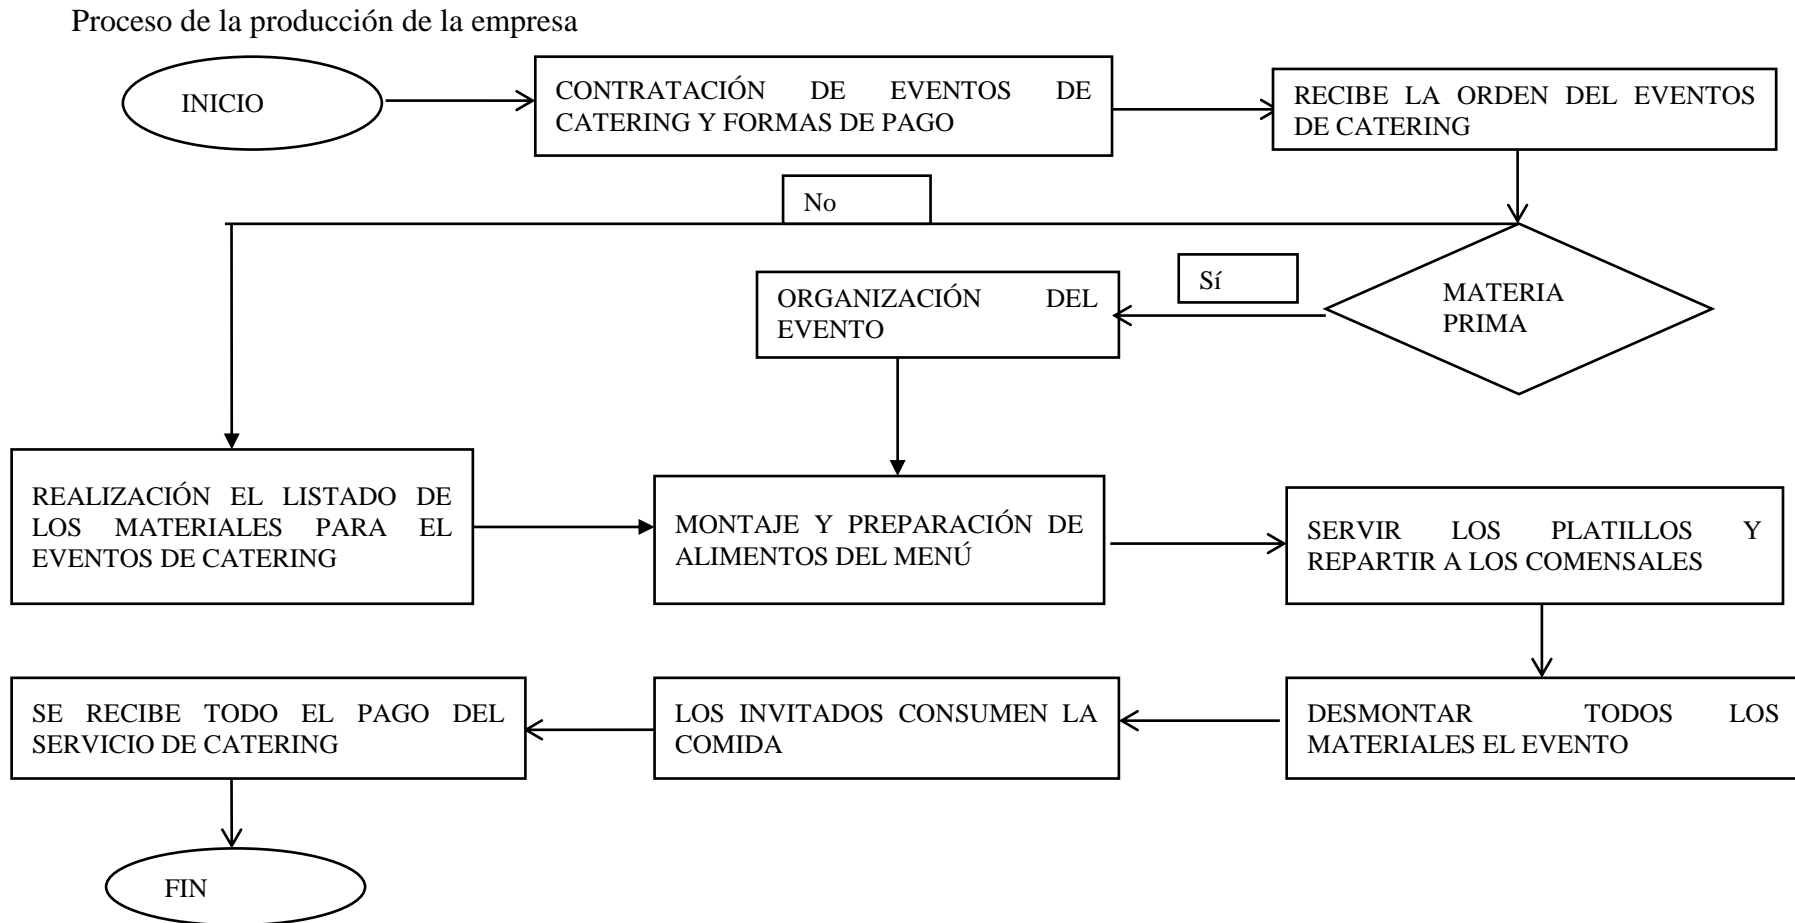 Proceso de la producción de la empresa
INICIO
CONTRATACIÓN DE EVENTOS DE
CATERING Y FORMAS DE PAGO
RECIBE LA ORDEN DEL EVENTOS
DE CATERING
No
Sí
MATERIA
PRIMA
ORGANIZACIÓN DEL
EVENTO
REALIZACIÓN EL LISTADO DE
LOS MATERIALES PARA EL
EVENTOS DE CATERING
MONTAJE Y PREPARACIÓN DE
ALIMENTOS DEL MENÚ
SERVIR LOS PLATILLOS Y
REPARTIR A LOS COMENSALES
SE RECIBE TODO EL PAGO DEL
SERVICIO DE CATERING
LOS INVITADOS CONSUMEN LA
COMIDA
DESMONTAR TODOS LOS
MATERIALES EL EVENTO
FIN